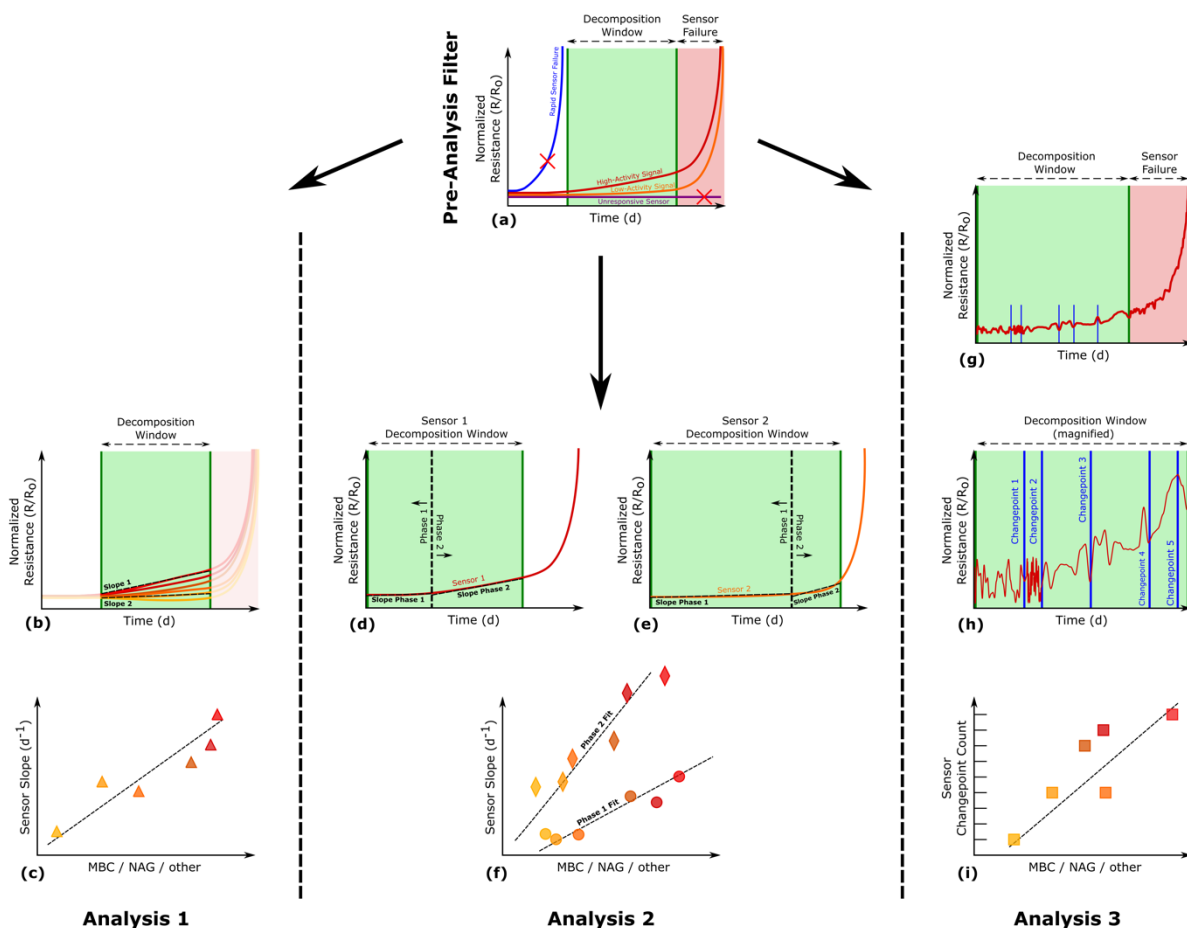 Pre-Analysis Filter
Decomposition
Window
Sensor
Failure
Normalized
Resistance (R/R₀)
Rapid Sensor Failure
High-Activity Signal
Low-Activity Signal
Unresponsive Sensor
(a)
Time (d)
Decomposition
Window
Normalized
Resistance (R/R₀)
Slope 1
Slope 2
(b)
Time (d)
Sensor Slope (d⁻¹)
(c)
MBC / NAG / other
Analysis 1
Sensor 1
Decomposition Window
Normalized
Resistance (R/R₀)
Phase 1
Phase 2
Slope Phase 1
Sensor 1
Slope Phase 2
(d)
Time (d)
Sensor 2
Decomposition Window
Normalized
Resistance (R/R₀)
Phase 1
Phase 2
Slope Phase 1
Sensor 2
Slope Phase 2
(e)
Time (d)
Sensor Slope (d⁻¹)
Phase 2 Fit
Phase 1 Fit
(f)
MBC / NAG / other
Analysis 2
Decomposition
Window
Sensor
Failure
Normalized
Resistance (R/R₀)
(g)
Time (d)
Decomposition Window
(magnified)
Normalized
Resistance (R/R₀)
Changepoint 1
Changepoint 2
Changepoint 3
Changepoint 4
Changepoint 5
(h)
Time (d)
Sensor
Changepoint Count
(i)
MBC / NAG / other
Analysis 3